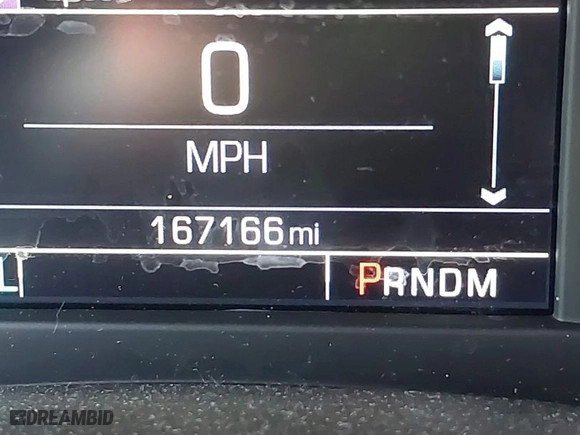 0
MPH
167166mi
L
PRNDM
DREAMBID